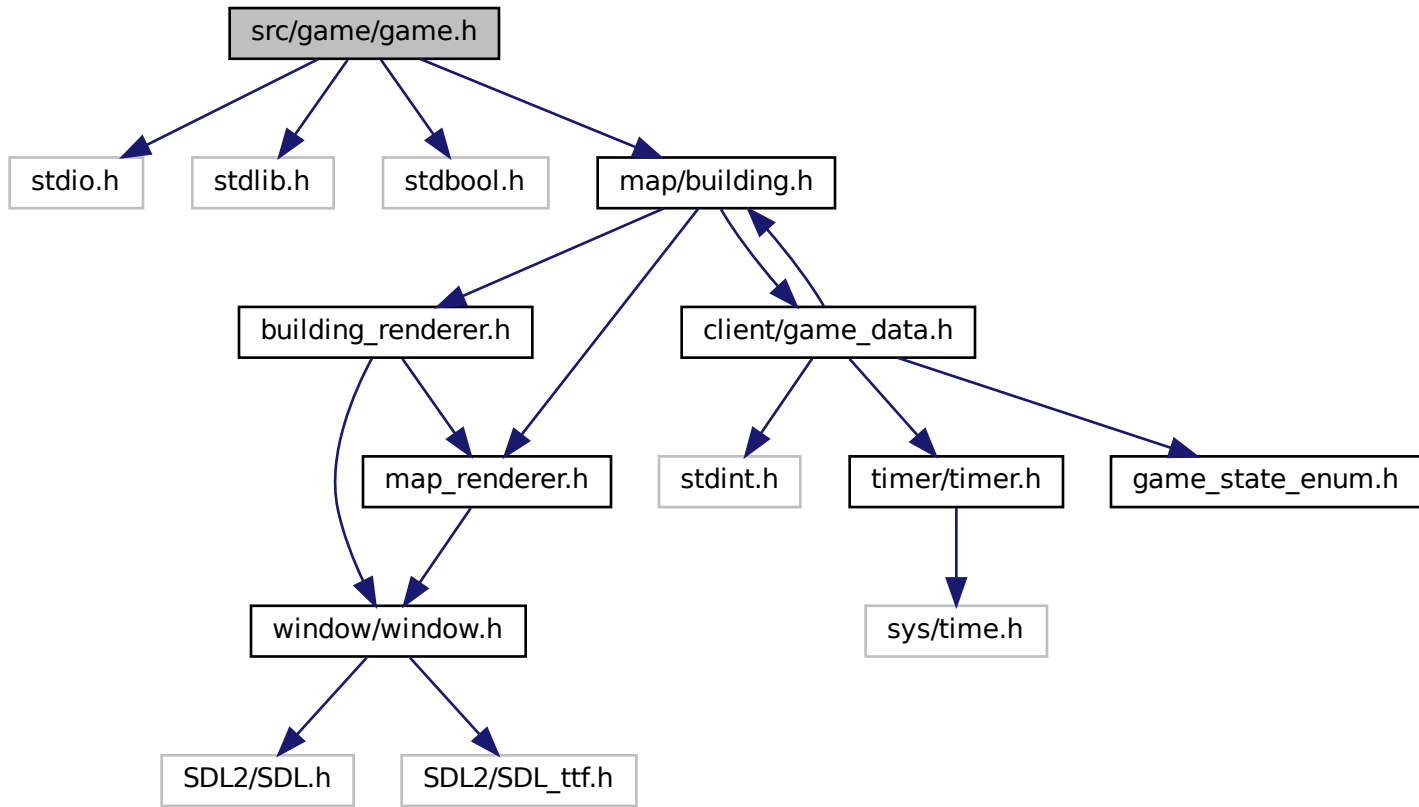 src/game/game.h
stdio.h
stdlib.h
stdbool.h
map/building.h
building_renderer.h
client/game_data.h
map_renderer.h
stdint.h
timer/timer.h
game_state_enum.h
window/window.h
sys/time.h
SDL2/SDL.h
SDL2/SDL_ttf.h